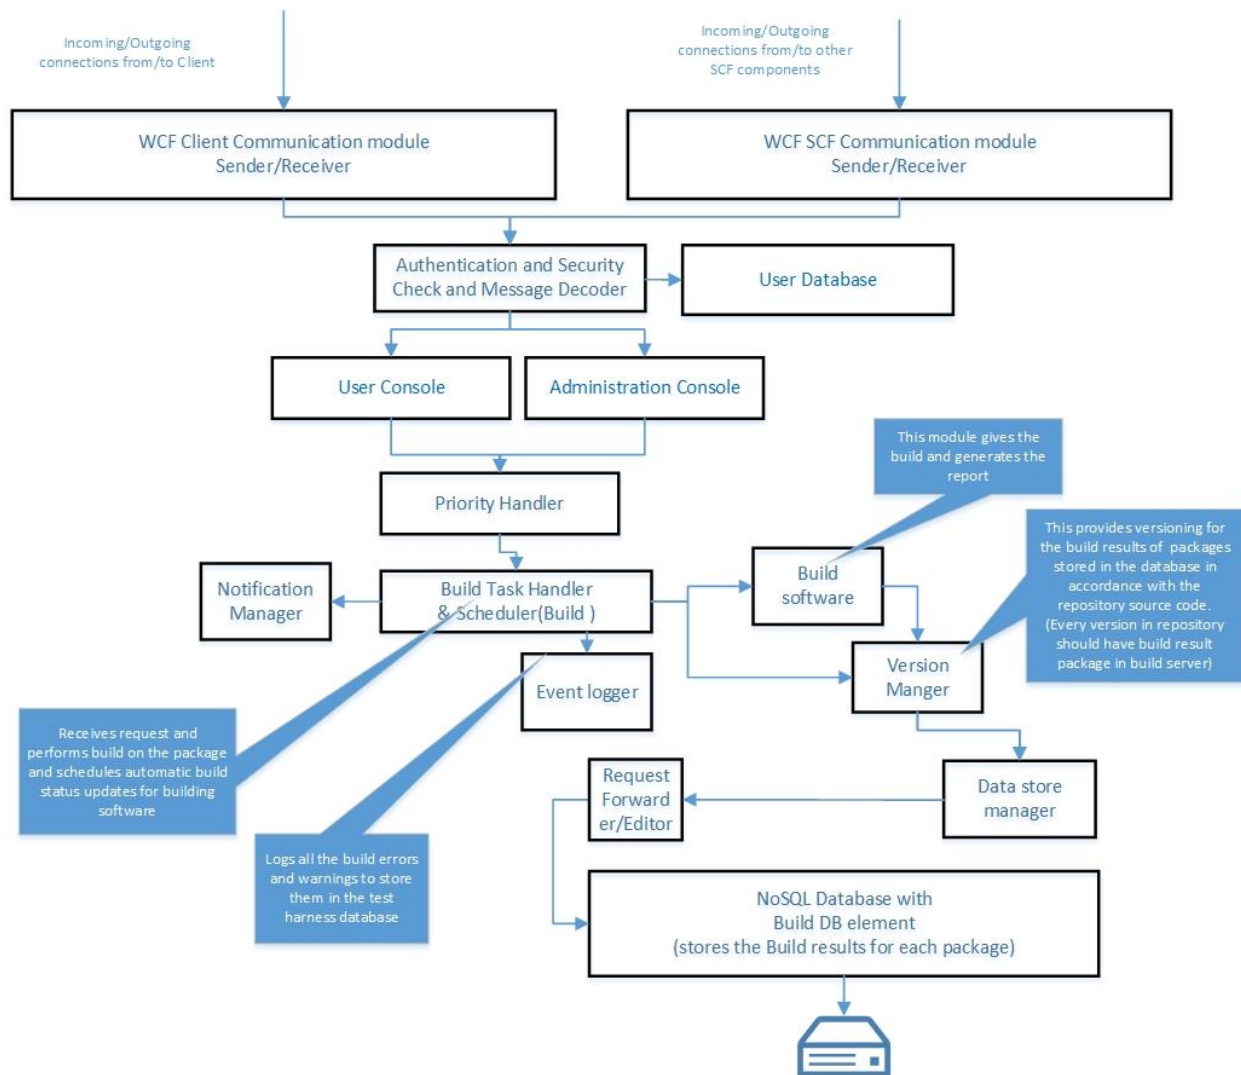 Incoming/Outgoing
connections from/to Client
Incoming/Outgoing
connections from/to other
SCF components
WCF Client Communication module
Sender/Receiver
WCF SCF Communication module
Sender/Receiver
Authentication and Security
Check and Message Decoder
User Database
User Console
Administration Console
This module gives the
build and generates the
report
Priority Handler
This provides versioning for
the build results of packages
stored in the database in
accordance with the
repository source code.
(Every version in repository
should have build result
package in build server)
Notification
Manager
Build Task Handler
& Scheduler(Build )
Build
software
Event logger
Version
Manger
Receives request and
performs build on the package
and schedules automatic build
status updates for building
software
Request
Forward
er/Editor
Data store
manager
Logs all the build errors
and warnings to store
them in the test
harness database
NoSQL Database with
Build DB element
(stores the Build results for each package)